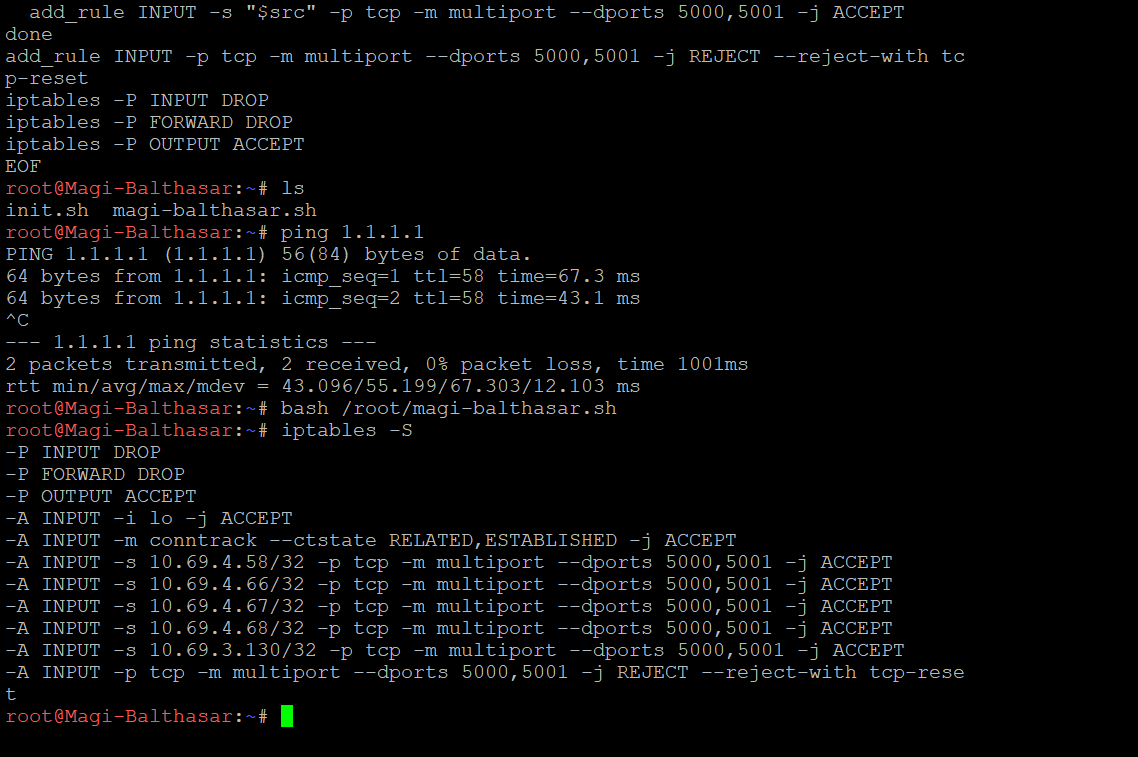 add_rule INPUT -s "$src" -p tcp -m multiport --dports 5000,5001 -j ACCEPT
done
add_rule INPUT -p tcp -m multiport --dports 5000,5001 -j REJECT --reject-with tc
p-reset
iptables -P INPUT DROP
iptables -P FORWARD DROP
iptables -P OUTPUT ACCEPT
EOF
root@Magi-Balthasar:~# ls
init.sh  magi-balthasar.sh
root@Magi-Balthasar:~# ping 1.1.1.1
PING 1.1.1.1 (1.1.1.1) 56(84) bytes of data.
64 bytes from 1.1.1.1: icmp_seq=1 ttl=58 time=67.3 ms
64 bytes from 1.1.1.1: icmp_seq=2 ttl=58 time=43.1 ms
^C
--- 1.1.1.1 ping statistics ---
2 packets transmitted, 2 received, 0% packet loss, time 1001ms
rtt min/avg/max/mdev = 43.096/55.199/67.303/12.103 ms
root@Magi-Balthasar:~# bash /root/magi-balthasar.sh
root@Magi-Balthasar:~# iptables -S
-P INPUT DROP
-P FORWARD DROP
-P OUTPUT ACCEPT
-A INPUT -i lo -j ACCEPT
-A INPUT -m conntrack --ctstate RELATED,ESTABLISHED -j ACCEPT
-A INPUT -s 10.69.4.58/32 -p tcp -m multiport --dports 5000,5001 -j ACCEPT
-A INPUT -s 10.69.4.66/32 -p tcp -m multiport --dports 5000,5001 -j ACCEPT
-A INPUT -s 10.69.4.67/32 -p tcp -m multiport --dports 5000,5001 -j ACCEPT
-A INPUT -s 10.69.4.68/32 -p tcp -m multiport --dports 5000,5001 -j ACCEPT
-A INPUT -s 10.69.3.130/32 -p tcp -m multiport --dports 5000,5001 -j ACCEPT
-A INPUT -p tcp -m multiport --dports 5000,5001 -j REJECT --reject-with tcp-rese
t
root@Magi-Balthasar:~#